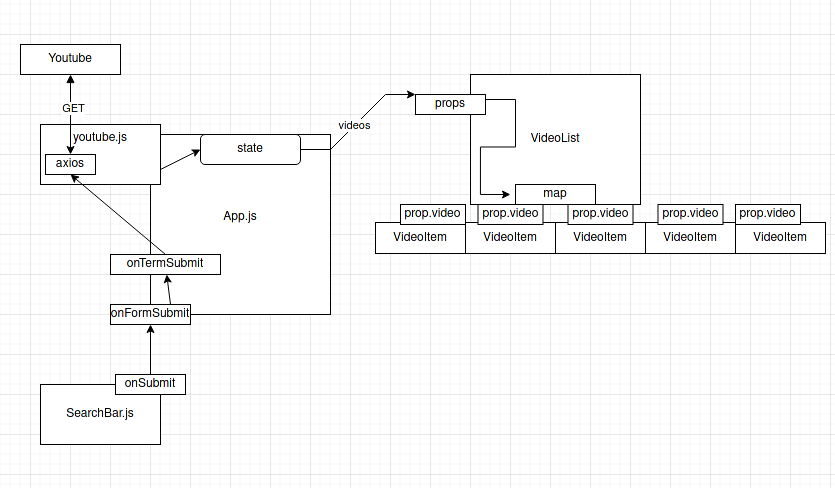 Youtube
GET
youtube.js
axios
state
videos
props
VideoList
map
App.js
prop.video
prop.video
prop.video
prop.video
prop.video
VideoItem
VideoItem
VideoItem
VideoItem
VideoItem
onTermSubmit
onFormSubmit
onSubmit
SearchBar.js